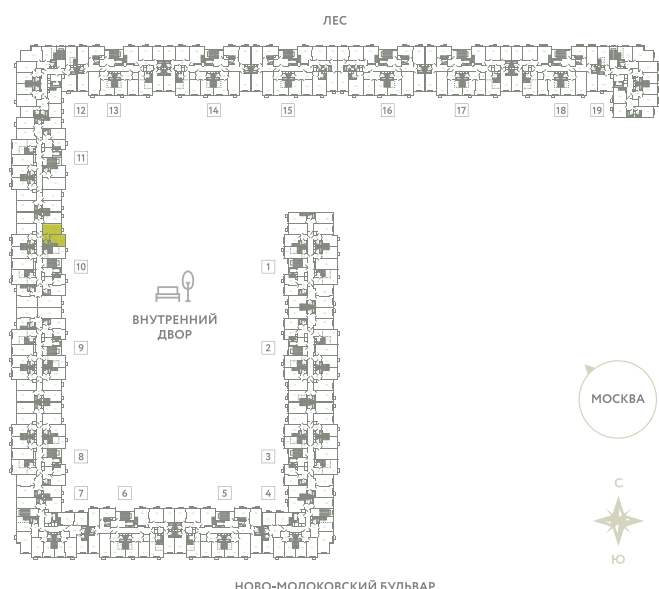 ЛЕС
12 13 14 15 16 17 18 19
11
10 1
ВНУТРЕННИЙ
ДВОР
9 2
МОСКВА
8 3
С
7 6 5 4
Ю
НОВО-МОЛОКОВСКИЙ БУЛЬВАР